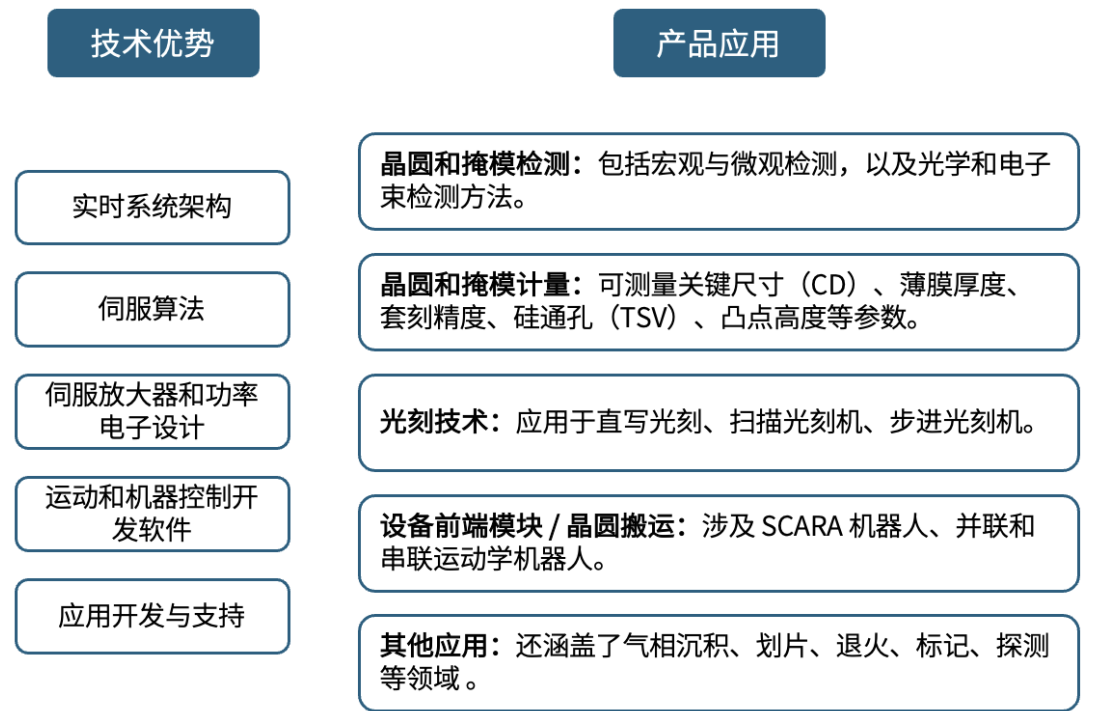 技术优势
产品应用
实时系统架构
伺服算法
伺服放大器和功率
电子设计
运动和机器控制开
发软件
应用开发与支持
晶圆和掩模检测：包括宏观与微观检测，以及光学和电子
束检测方法。
晶圆和掩模计量：可测量关键尺寸（CD）、薄膜厚度、
套刻精度、硅通孔（TSV）、凸点高度等参数。
光刻技术：应用于直写光刻、扫描光刻机、步进光刻机。
设备前端模块 / 晶圆搬运：涉及 SCARA 机器人、并联和
串联运动学机器人。
其他应用：还涵盖了气相沉积、划片、退火、标记、探测
等领域 。